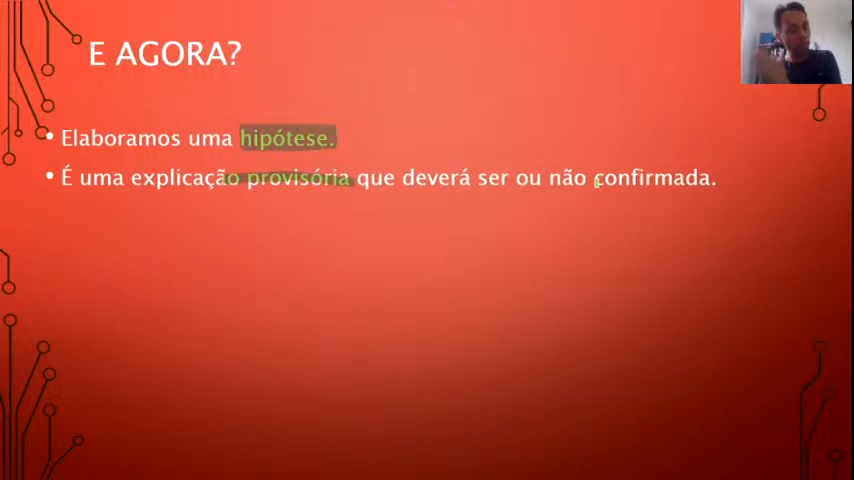 E AGORA?
Elaboramos uma hipótese.
É uma explicação provisória que deverá ser ou não confirmada.